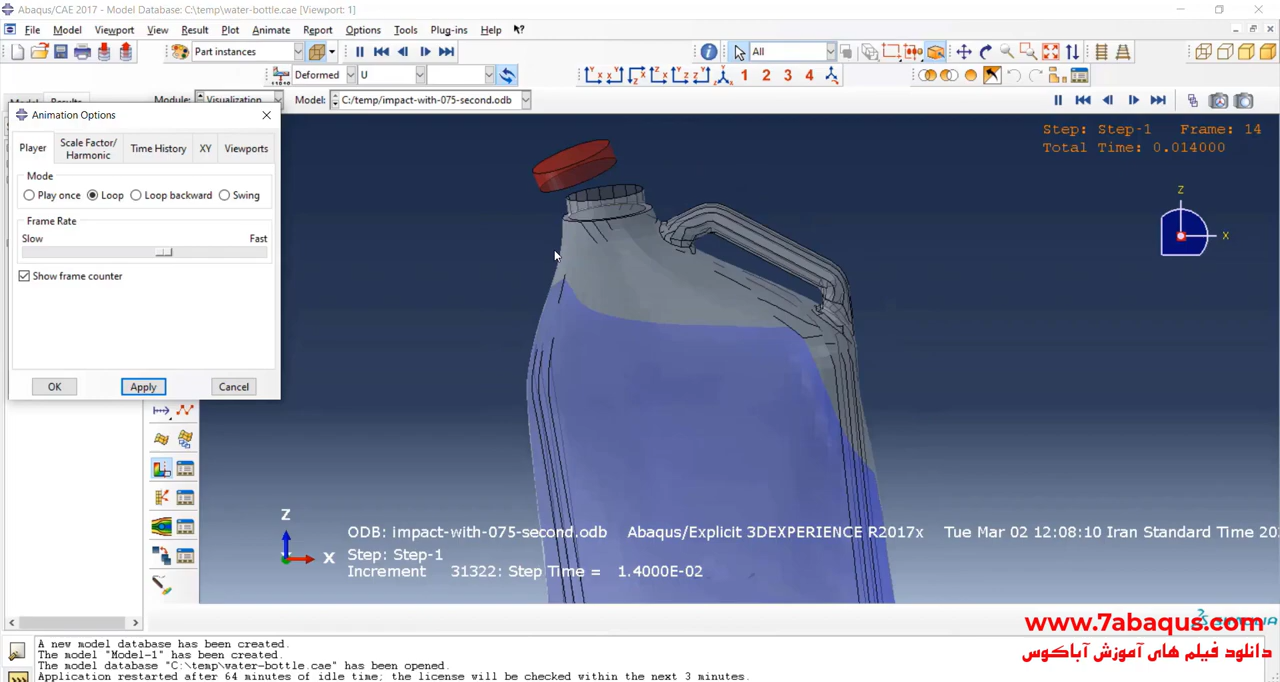 Abaqus/CAE 2017 - Model Database: C:\temp\water-bottle.cae [Viewport: 1]
File Model Viewport View Result Plot Animate Options Tools Report Plug-ins Help
Part instances All
Deformed U
1 2 3 4
Module: Visualization Model: C:/temp/impact-with-075-second.odb
Animation Options
Player Scale Factor/Harmonic Time History XY Viewports
Mode
Play once Loop Loop backward Swing
Frame Rate
Slow Fast
Show frame counter
OK Apply Cancel
Step: Step-1 Frame: 14
Total Time: 0.014000
Z
X
Z
X
ODB: impact-with-075-second.odb Abaqus/Explicit 3DEXPERIENCE R2017x Tue Mar 02 12:08:10 Iran Standard Time 20
Step: Step-1
Increment 31322: Step Time = 1.4000E-02
www.7abaqus.com
دانلود فیلم های آموزش آباکوس
A new model database has been created.
The model "Model-1" has been created.
The model database "C:\temp\water-bottle.cae" has been opened.
Application restarted after 64 minutes of idle time; the license will be checked within the next 3 minutes.